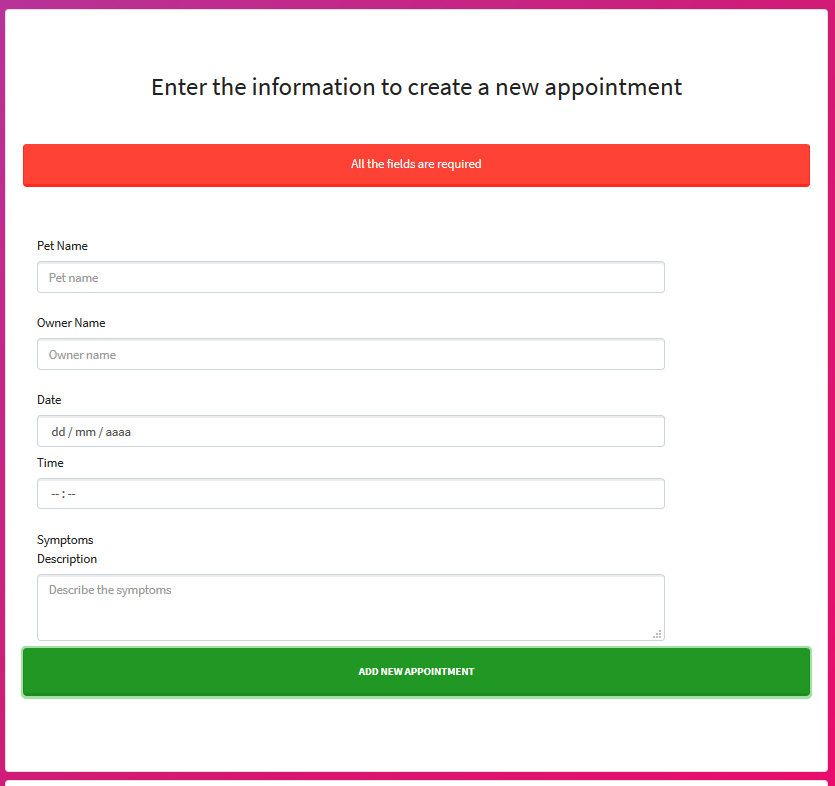 Enter the information to create a new appointment
All the fields are required
Pet Name
Pet name
Owner Name
Owner name
Date
dd / mm / aaaa
Time
-- : --
Symptoms
Description
Describe the symptoms
ADD NEW APPOINTMENT